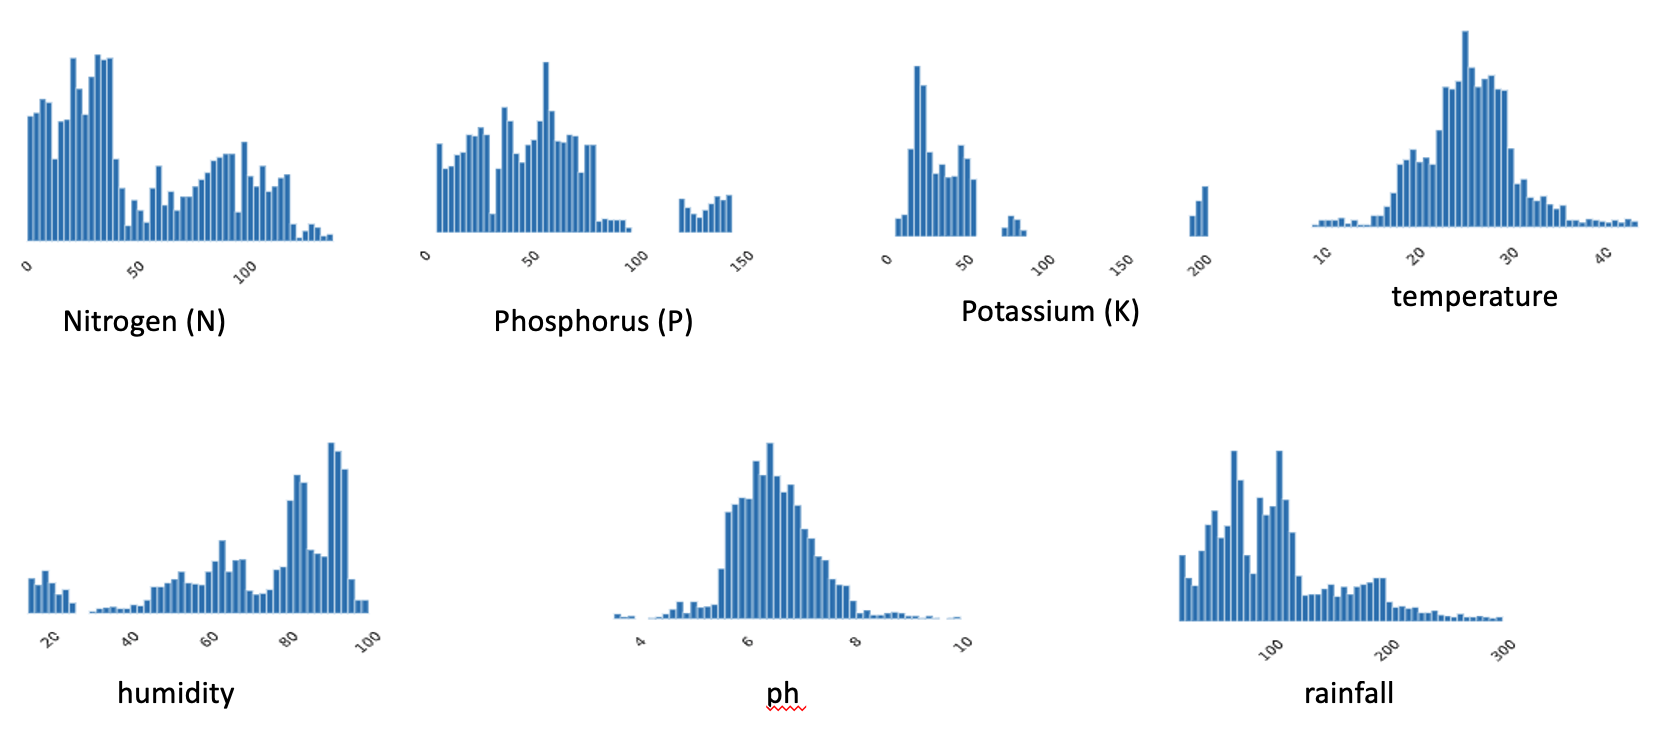 0 50 100
Nitrogen (N)
0 50 100 150
Phosphorus (P)
0 50 100 150 200
Potassium (K)
10 20 30 40
temperature
20 40 60 80 100
humidity
4 6 8 10
ph
100 200 300
rainfall